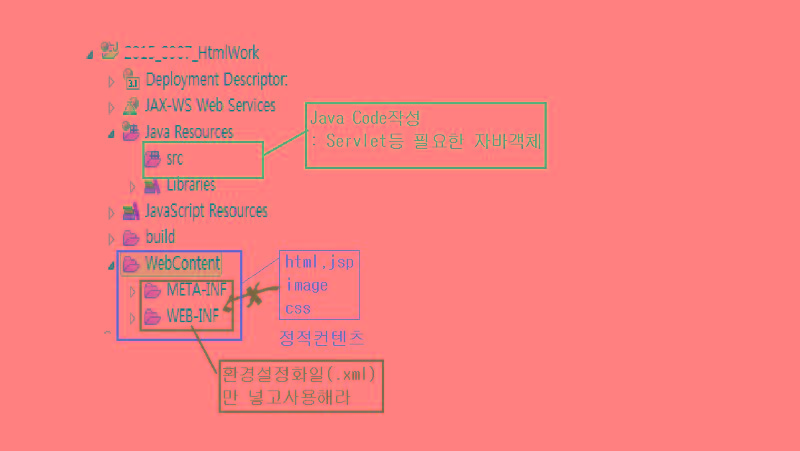 _HtmlWork
Deployment Descriptor:
JAX-WS Web Services
Java Resources
src
Libraries
JavaScript Resources
build
WebContent
META-INF
WEB-INF
Java Code작성
: Servlet등 필요한 자바객체
html,jsp
image
css
정적컨텐츠
환경설정화일(.xml)
만 넣고사용해라